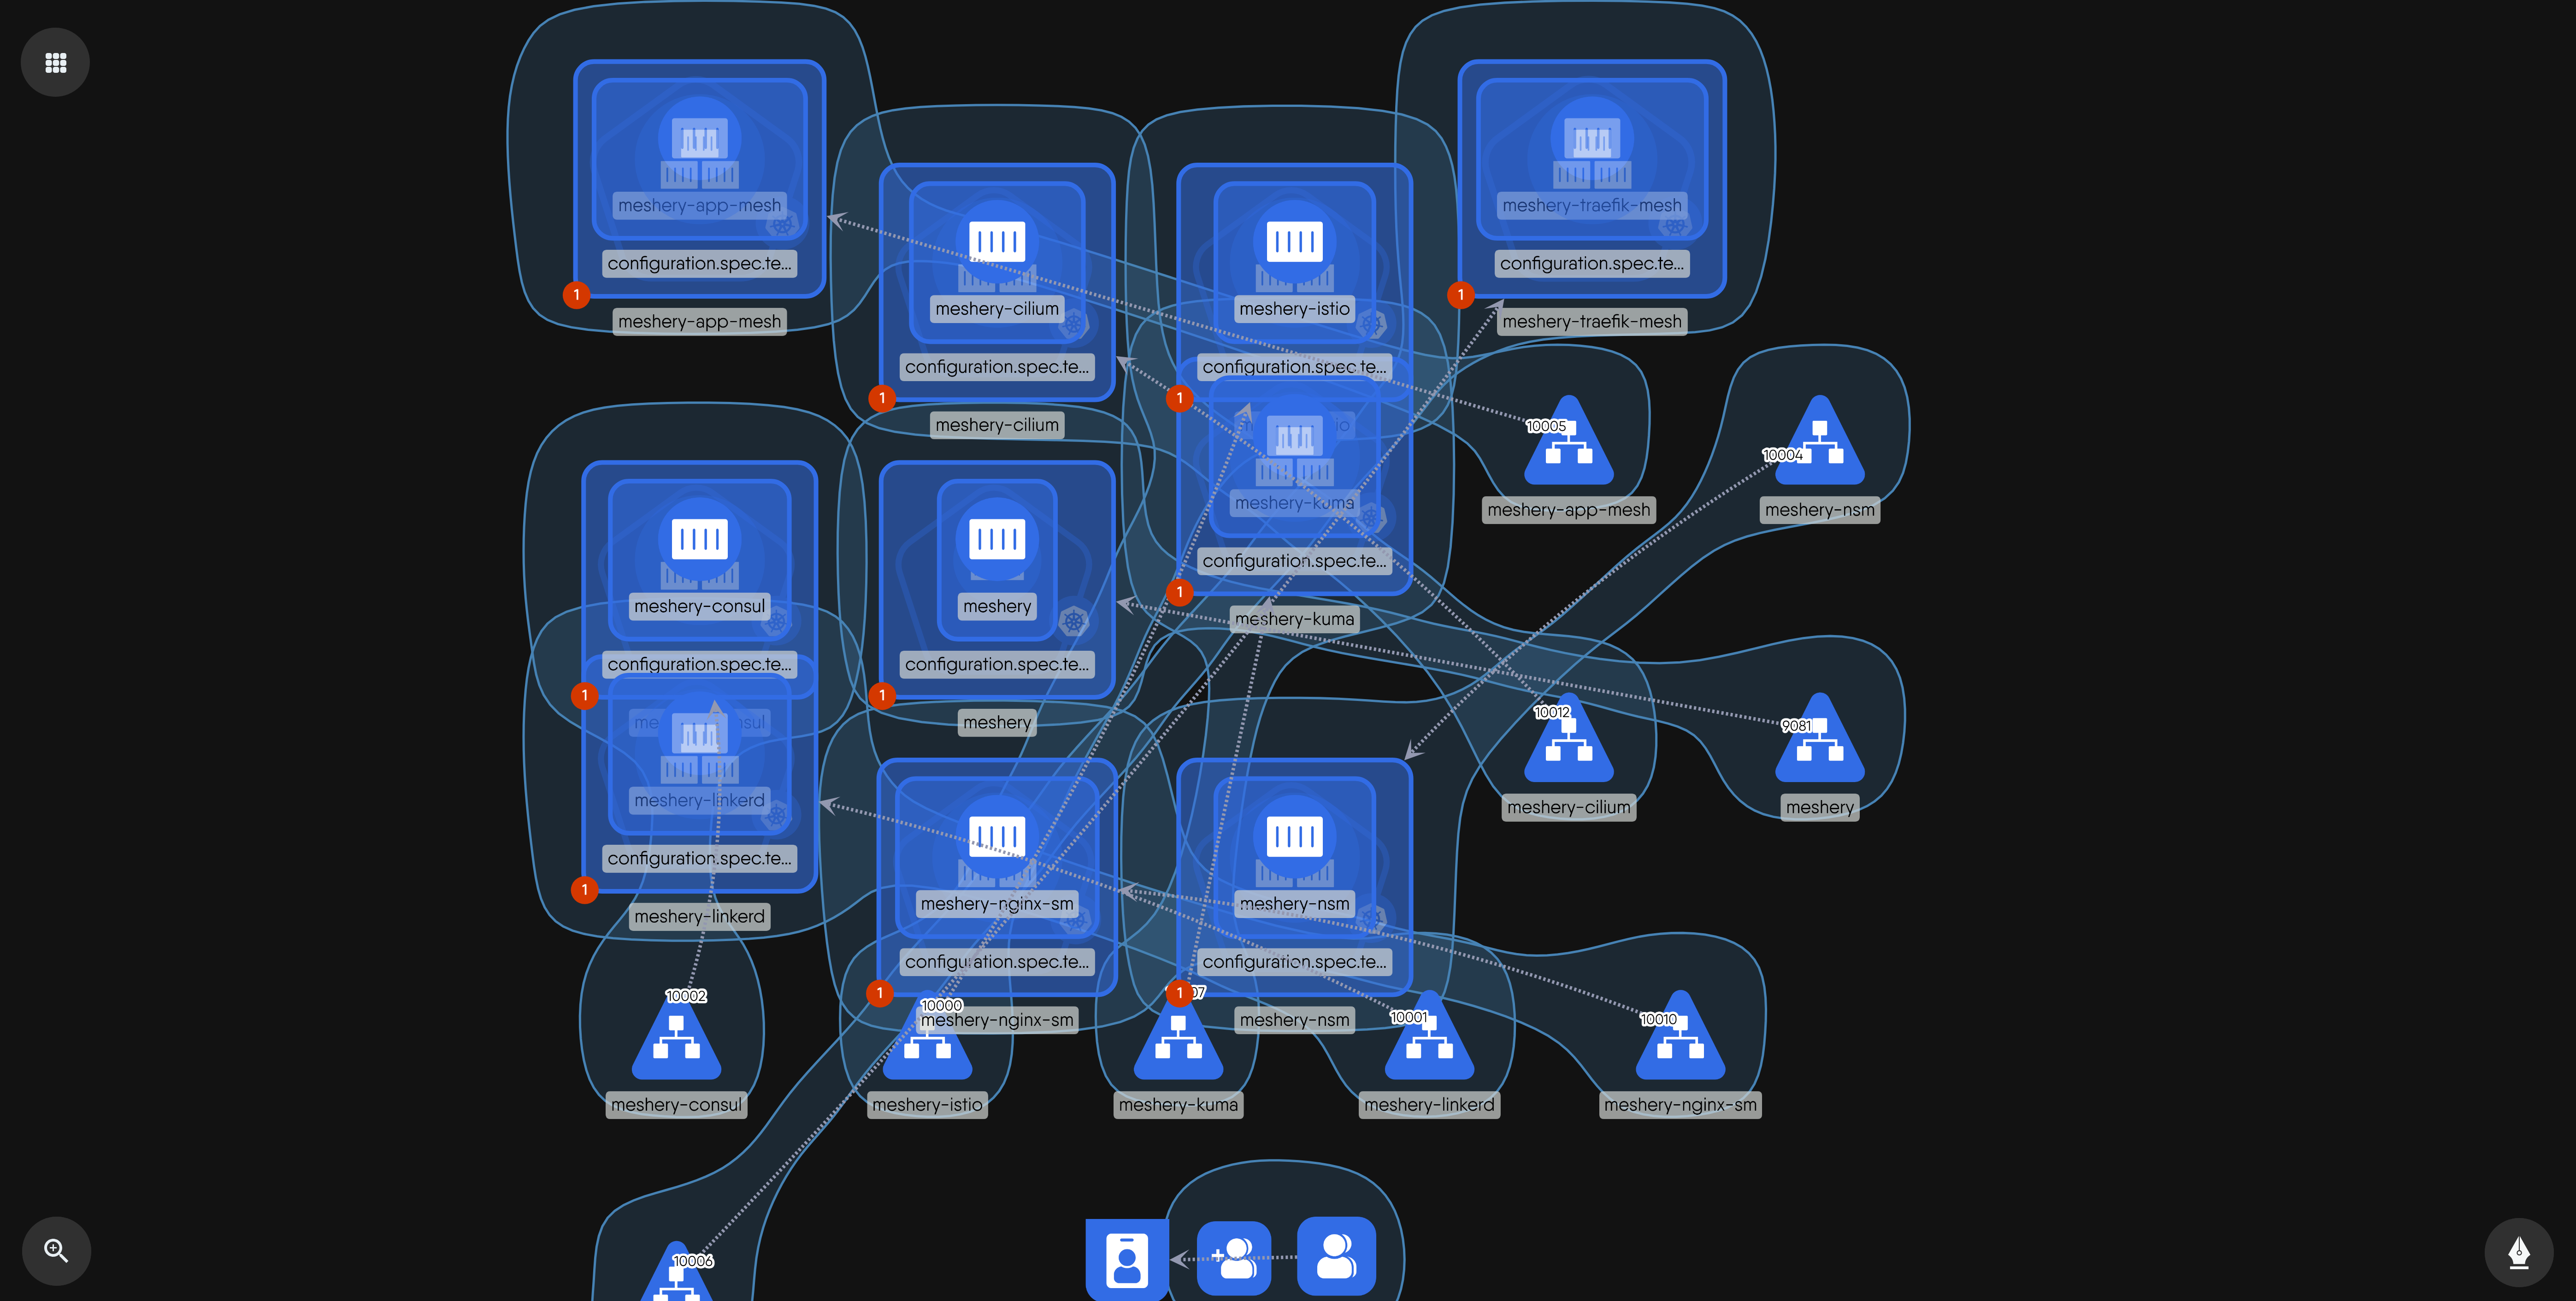 meshery-app-mesh
configuration.spec.te...
1
meshery-app-mesh
meshery-cilium
configuration.spec.te...
1
meshery-cilium
meshery-istio
configuration.spec.te...
1
meshery-traefik-mesh
configuration.spec.te...
1
meshery-traefik-mesh
meshery-kuma
configuration.spec.te...
1
meshery-kuma
10005
meshery-app-mesh
10004
meshery-nsm
meshery-consul
configuration.spec.te...
1
meshery-linkerd
configuration.spec.te...
1
meshery-linkerd
meshery
configuration.spec.te...
1
meshery
10012
meshery-cilium
9081
meshery
meshery-nginx-sm
configuration.spec.te...
1
meshery-nginx-sm
meshery-nsm
configuration.spec.te...
1
meshery-nsm
10002
meshery-consul
10000
meshery-istio
meshery-kuma
10001
meshery-linkerd
10010
meshery-nginx-sm
10006